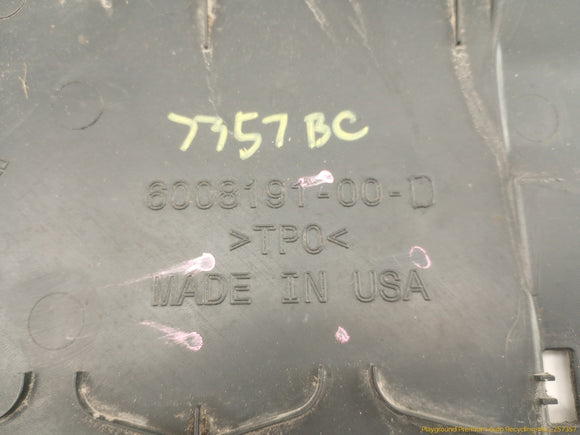 7357 BC
6008191-00-D
>TPO<
MADE IN USA